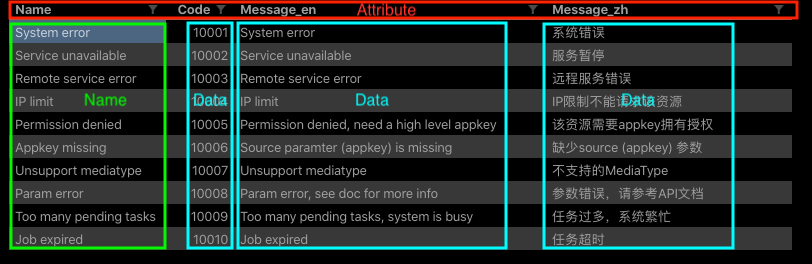 Name Code Message_en Attribute Message_zh
System error 10001 System error 系统错误
Service unavailable 10002 Service unavailable 服务暂停
Remote service error 10003 Remote service error 远程服务错误
IP limit Name Data IP limit Data IP限制不能请求该资源 Data
Permission denied 10005 Permission denied, need a high level appkey 该资源需要appkey拥有授权
Appkey missing 10006 Source paramter (appkey) is missing 缺少source (appkey) 参数
Unsupport mediatype 10007 Unsupport mediatype 不支持的MediaType
Param error 10008 Param error, see doc for more info 参数错误，请参考API文档
Too many pending tasks 10009 Too many pending tasks, system is busy 任务过多，系统繁忙
Job expired 10010 Job expired 任务超时